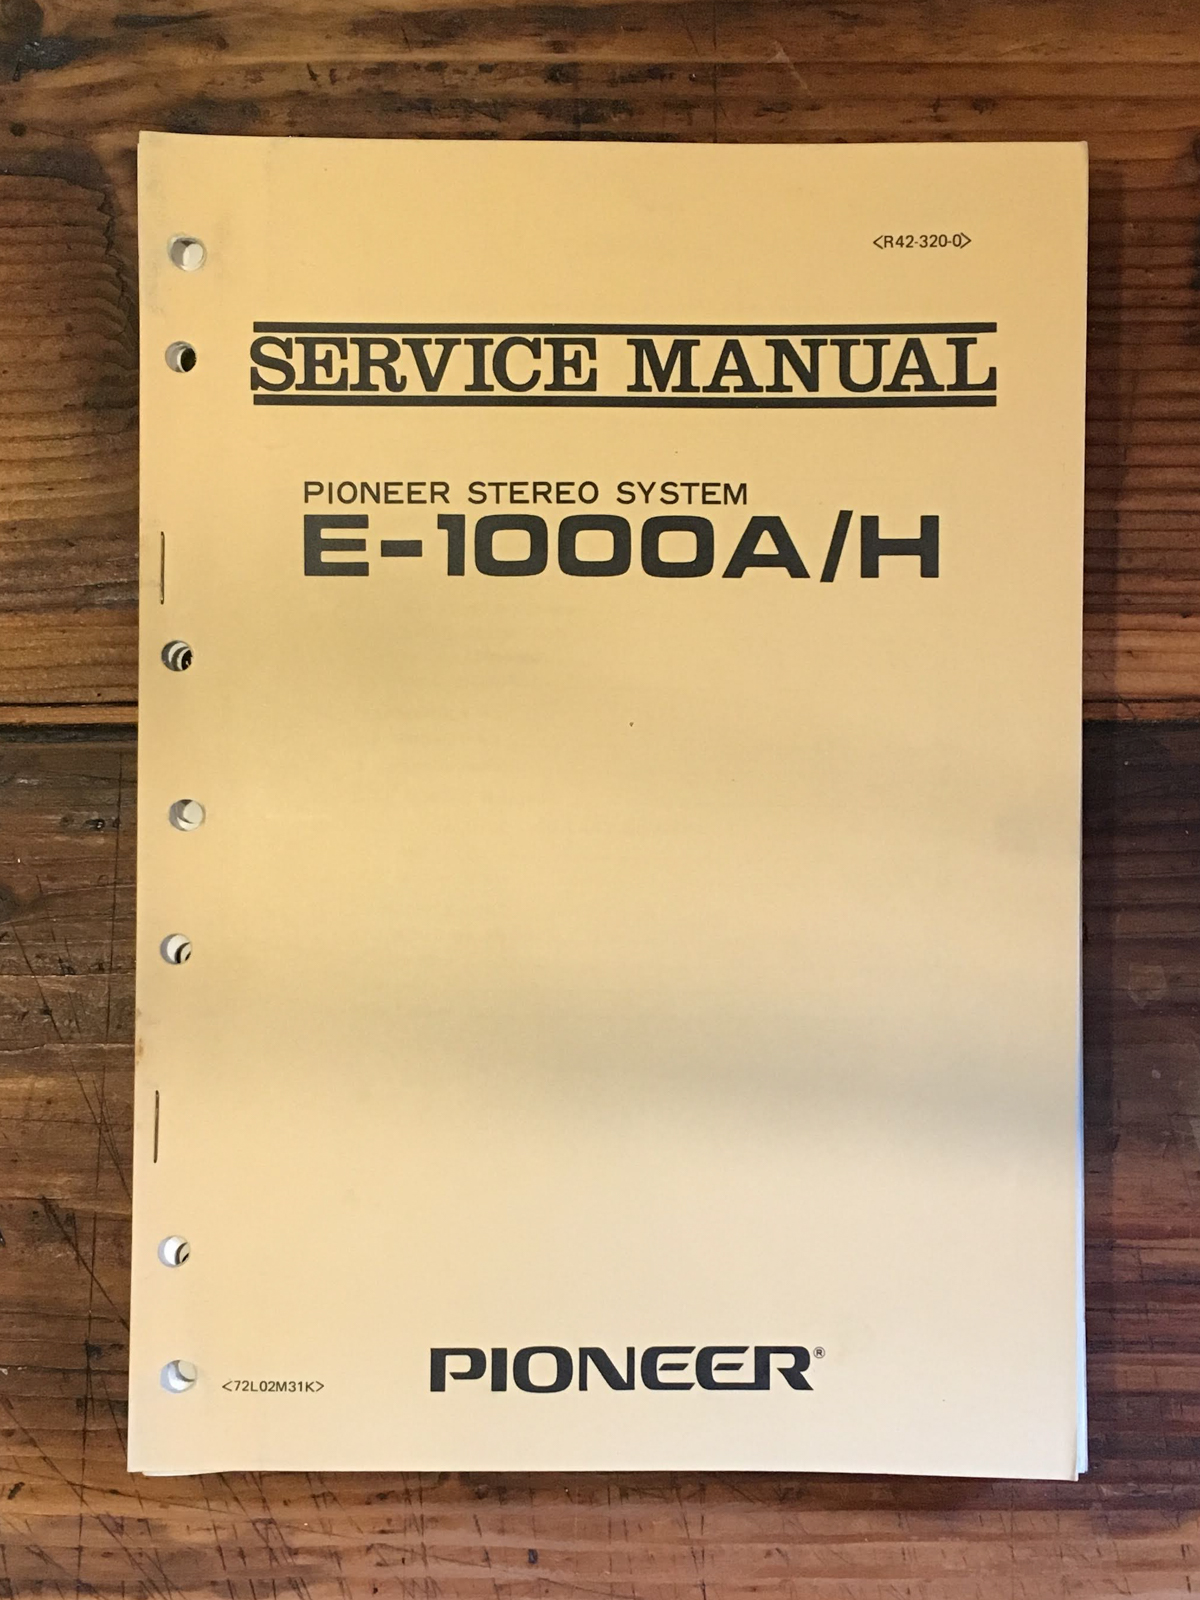 <R42-320-0>
SERVICE MANUAL
PIONEER STEREO SYSTEM
E-1000A/H
PIONEER®
<72L02M31K>